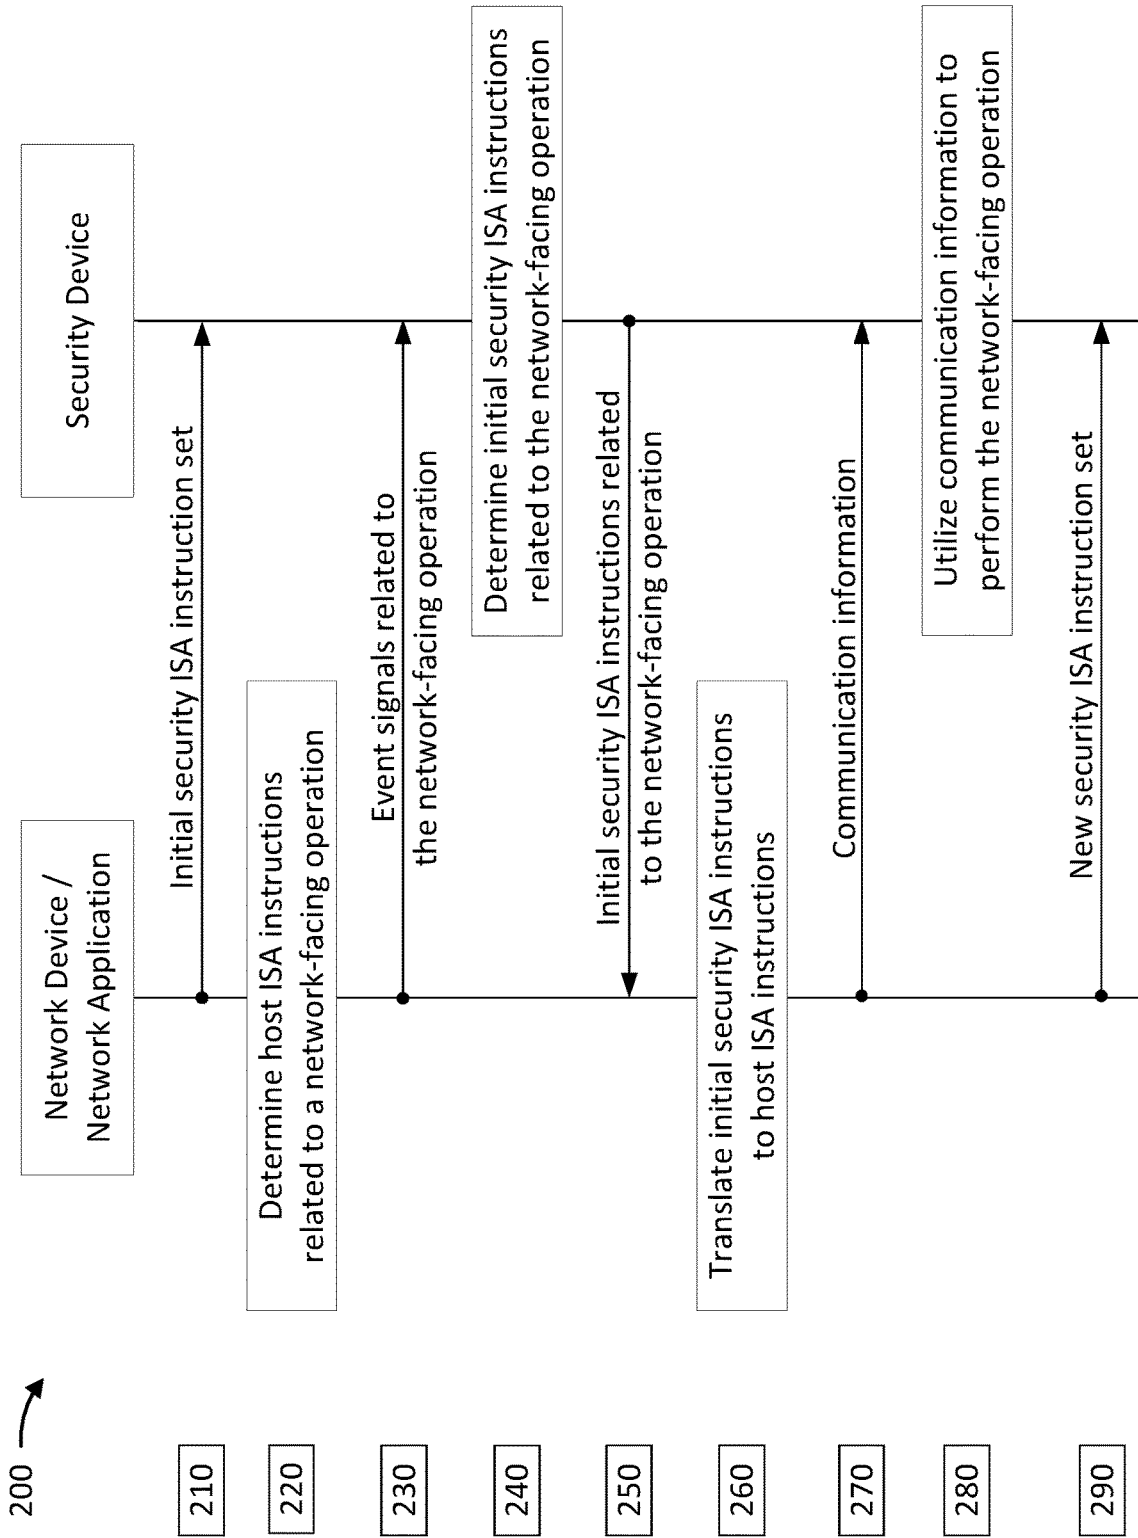 200
Network Device /
Network Application
Security Device
210
Initial security ISA instruction set
220
Determine host ISA instructions
related to a network-facing operation
230
Event signals related to
the network-facing operation
240
Determine initial security ISA instructions
related to the network-facing operation
250
Initial security ISA instructions related
to the network-facing operation
260
Translate initial security ISA instructions
to host ISA instructions
270
Communication information
280
Utilize communication information to
perform the network-facing operation
290
New security ISA instruction set